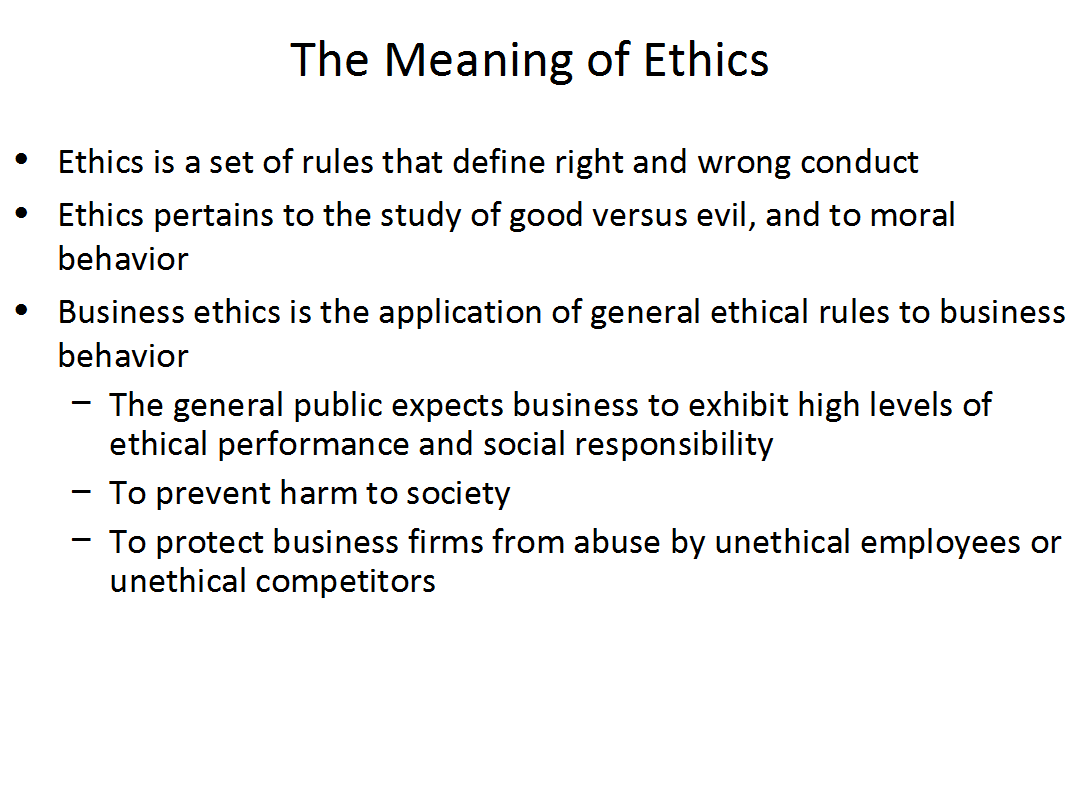 The Meaning of Ethics
• Ethics is a set of rules that define right and wrong conduct
• Ethics pertains to the study of good versus evil, and to moral
behavior
• Business ethics is the application of general ethical rules to business
behavior
– The general public expects business to exhibit high levels of
ethical performance and social responsibility
– To prevent harm to society
– To protect business firms from abuse by unethical employees or
unethical competitors